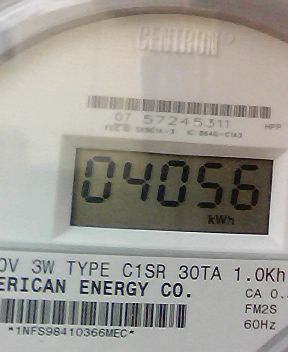 CENTRON®
07 57245311
HPP
04056
kWh
0V 3W TYPE C1SR 30TA 1.0Kh
ERICAN ENERGY CO.
CA 0.
FM2S
60Hz
*1NFS98410366MEC*